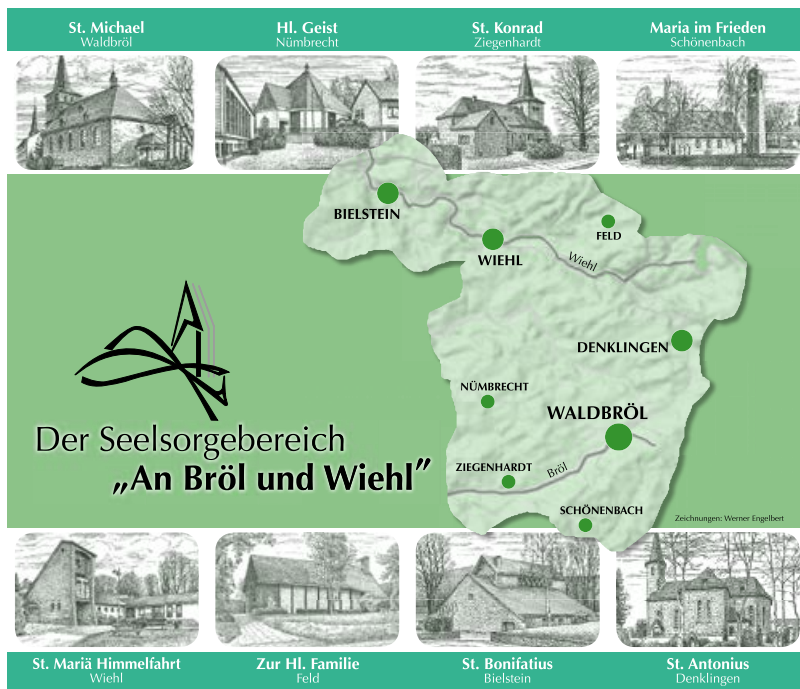 St. Michael
Waldbröl
Hl. Geist
Nümbrecht
St. Konrad
Ziegenhardt
Maria im Frieden
Schönenbach
BIELSTEIN
WIEHL
FELD
Wiehl
DENKLINGEN
NÜMBRECHT
WALDBRÖL
ZIEGENHARDT
Bröl
SCHÖNENBACH
Der Seelsorgebereich
„An Bröl und Wiehl”
Zeichnungen: Werner Engelbert
St. Mariä Himmelfahrt
Wiehl
Zur Hl. Familie
Feld
St. Bonifatius
Bielstein
St. Antonius
Denklingen